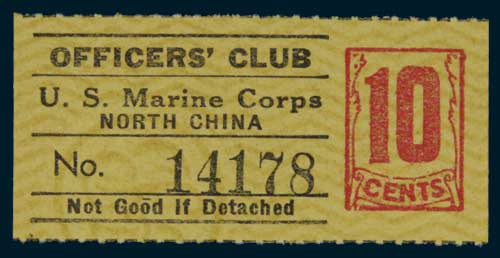 OFFICERS' CLUB
U. S. Marine Corps
NORTH CHINA
No. 14178
Not Good If Detached
10
CENTS